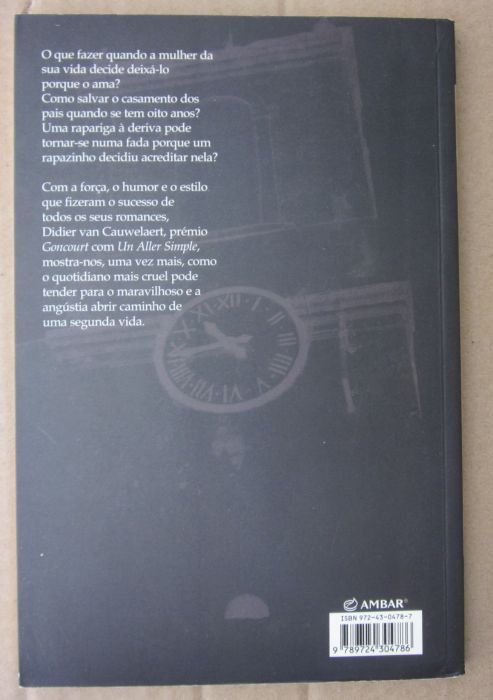 O que fazer quando a mulher da
sua vida decide deixá-lo
porque o ama?
Como salvar o casamento dos
pais quando se tem oito anos?
Uma rapariga à deriva pode
tornar-se numa fada porque um
rapazinho decidiu acreditar nela?
Com a força, o humor e o estilo
que fizeram o sucesso de
todos os seus romances,
Didier van Cauwelaert, prémio
Goncourt com Un Aller Simple,
mostra-nos, uma vez mais, como
o quotidiano mais cruel pode
tender para o maravilhoso e a
angústia abrir caminho de
uma segunda vida.
AMBAR®
ISBN 972-43-0478-7
9 789724 304786